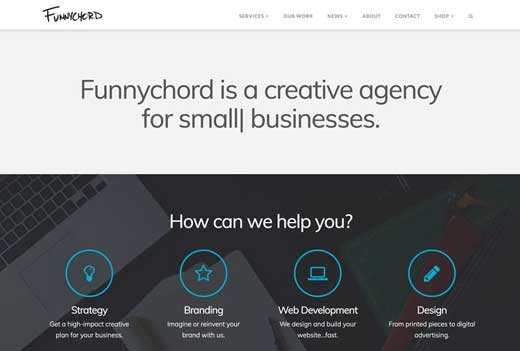 FUNNYCHORD
SERVICES OUR WORK NEWS ABOUT CONTACT SHOP
Funnychord is a creative agency
for small| businesses.
How can we help you?
Strategy Branding Web Development Design
Get a high-impact creative Imagine or reinvent your We design and build your From printed pieces to digital
plan for your business. brand with us. website...fast. advertising.